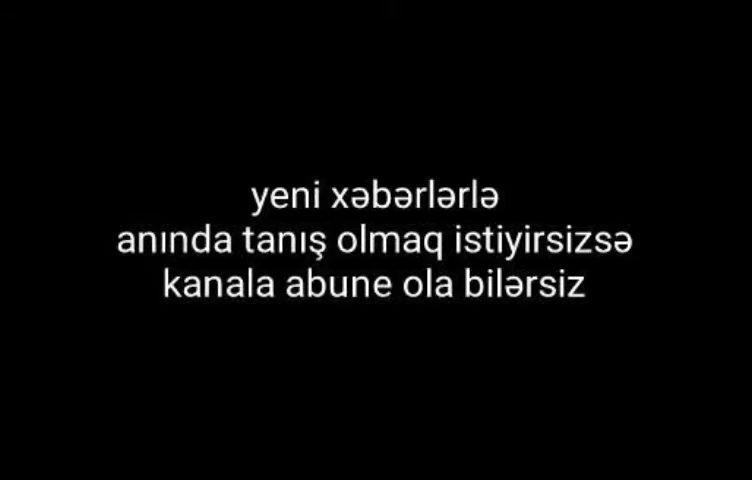 yeni xəbərlərlə
anında tanış olmaq istiyirsizsə
kanala abune ola bilərsiz